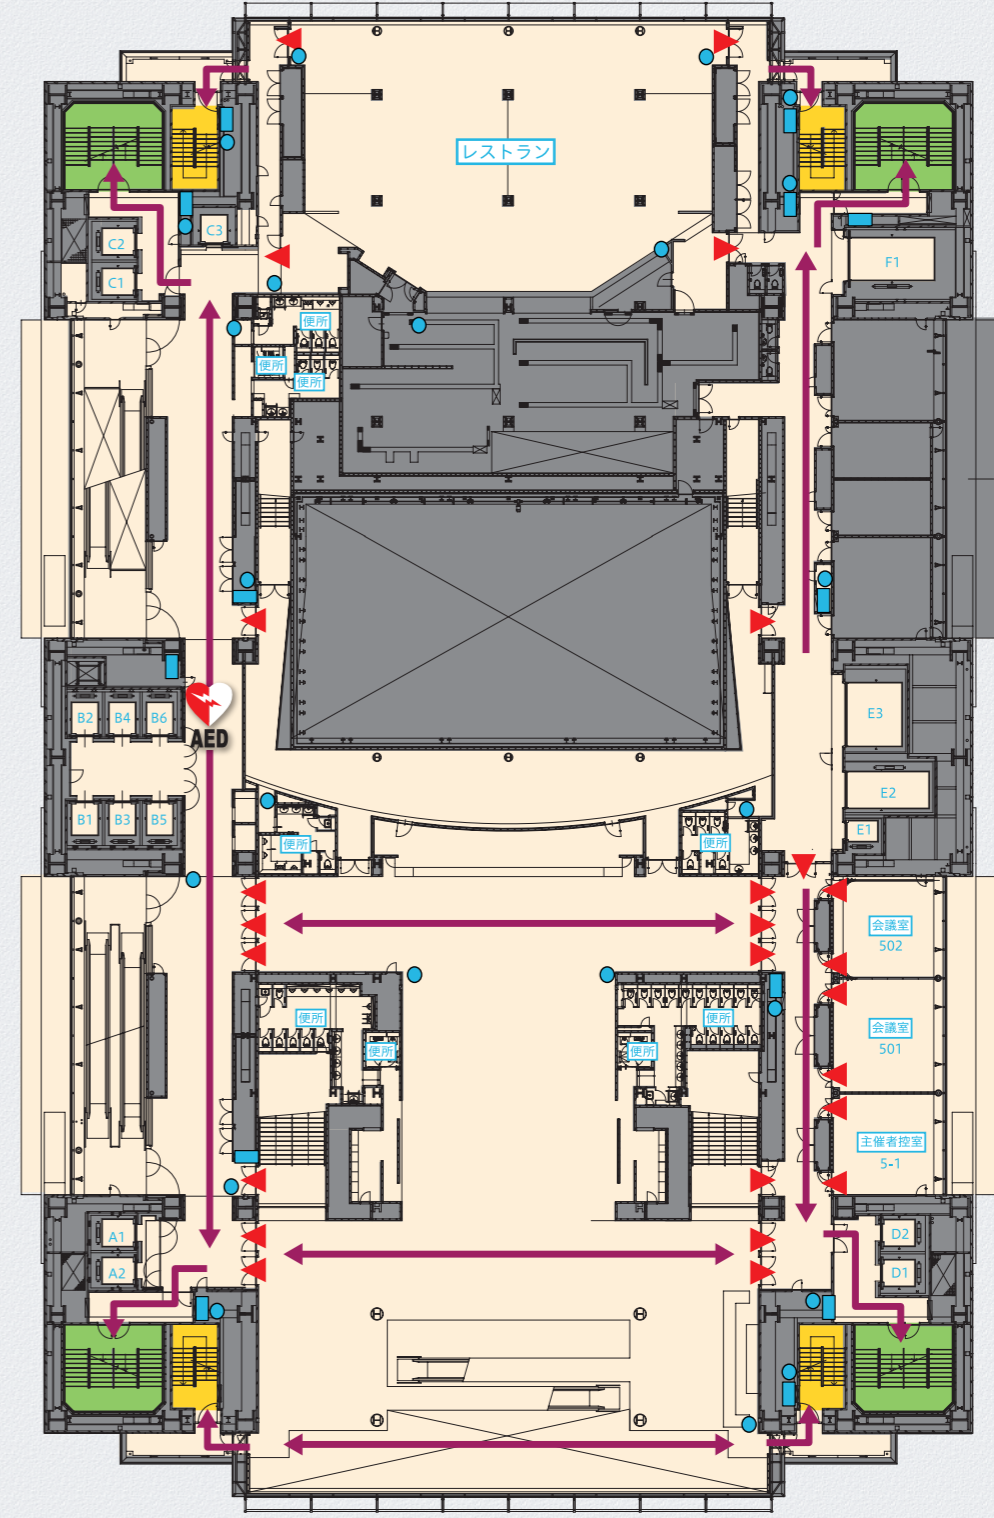 レストラン
C2
C3
C1
F1
便所
便所
便所
B2
B4
B6
AED
E3
E2
B1
B3
B5
E1
便所
便所
会議室
502
便所
便所
会議室
501
便所
便所
主催者控室
5-1
A1
D2
A2
D1